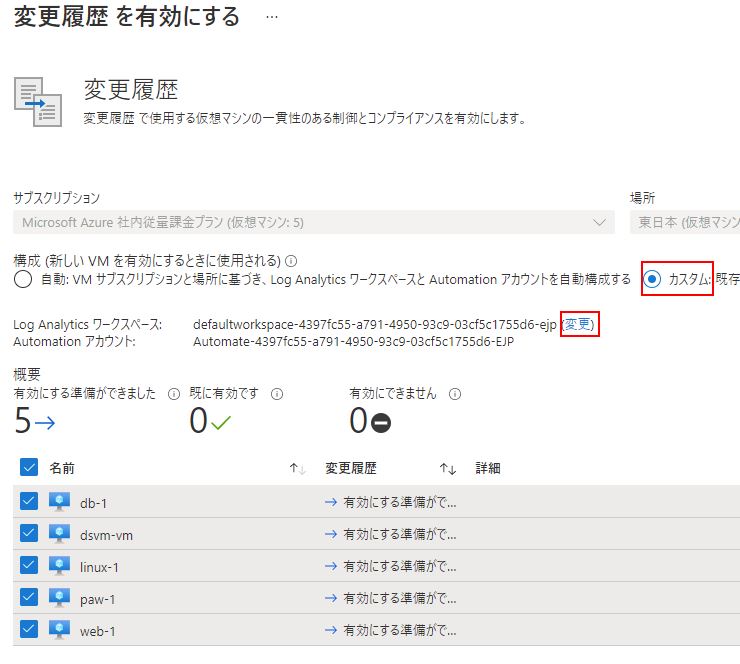 変更履歴 を有効にする ...
変更履歴
変更履歴 で使用する仮想マシンの一貫性のある制御とコンプライアンスを有効にします。
サブスクリプション 場所
Microsoft Azure 社内従量課金プラン (仮想マシン: 5) 東日本 (仮想マシン
構成 (新しい VM を有効にするときに使用される)
自動: VM サブスクリプションと場所に基づき、Log Analytics ワークスペースと Automation アカウントを自動構成する カスタム: 既存
Log Analytics ワークスペース: defaultworkspace-4397fc55-a791-4950-93c9-03cf5c1755d6-ejp (変更)
Automation アカウント: Automate-4397fc55-a791-4950-93c9-03cf5c1755d6-EJP
概要
有効にする準備ができました 既に有効です 有効にできません
5 0 0
名前 変更履歴 詳細
db-1 有効にする準備がで...
dsvm-vm 有効にする準備がで...
linux-1 有効にする準備がで...
paw-1 有効にする準備がで...
web-1 有効にする準備がで...